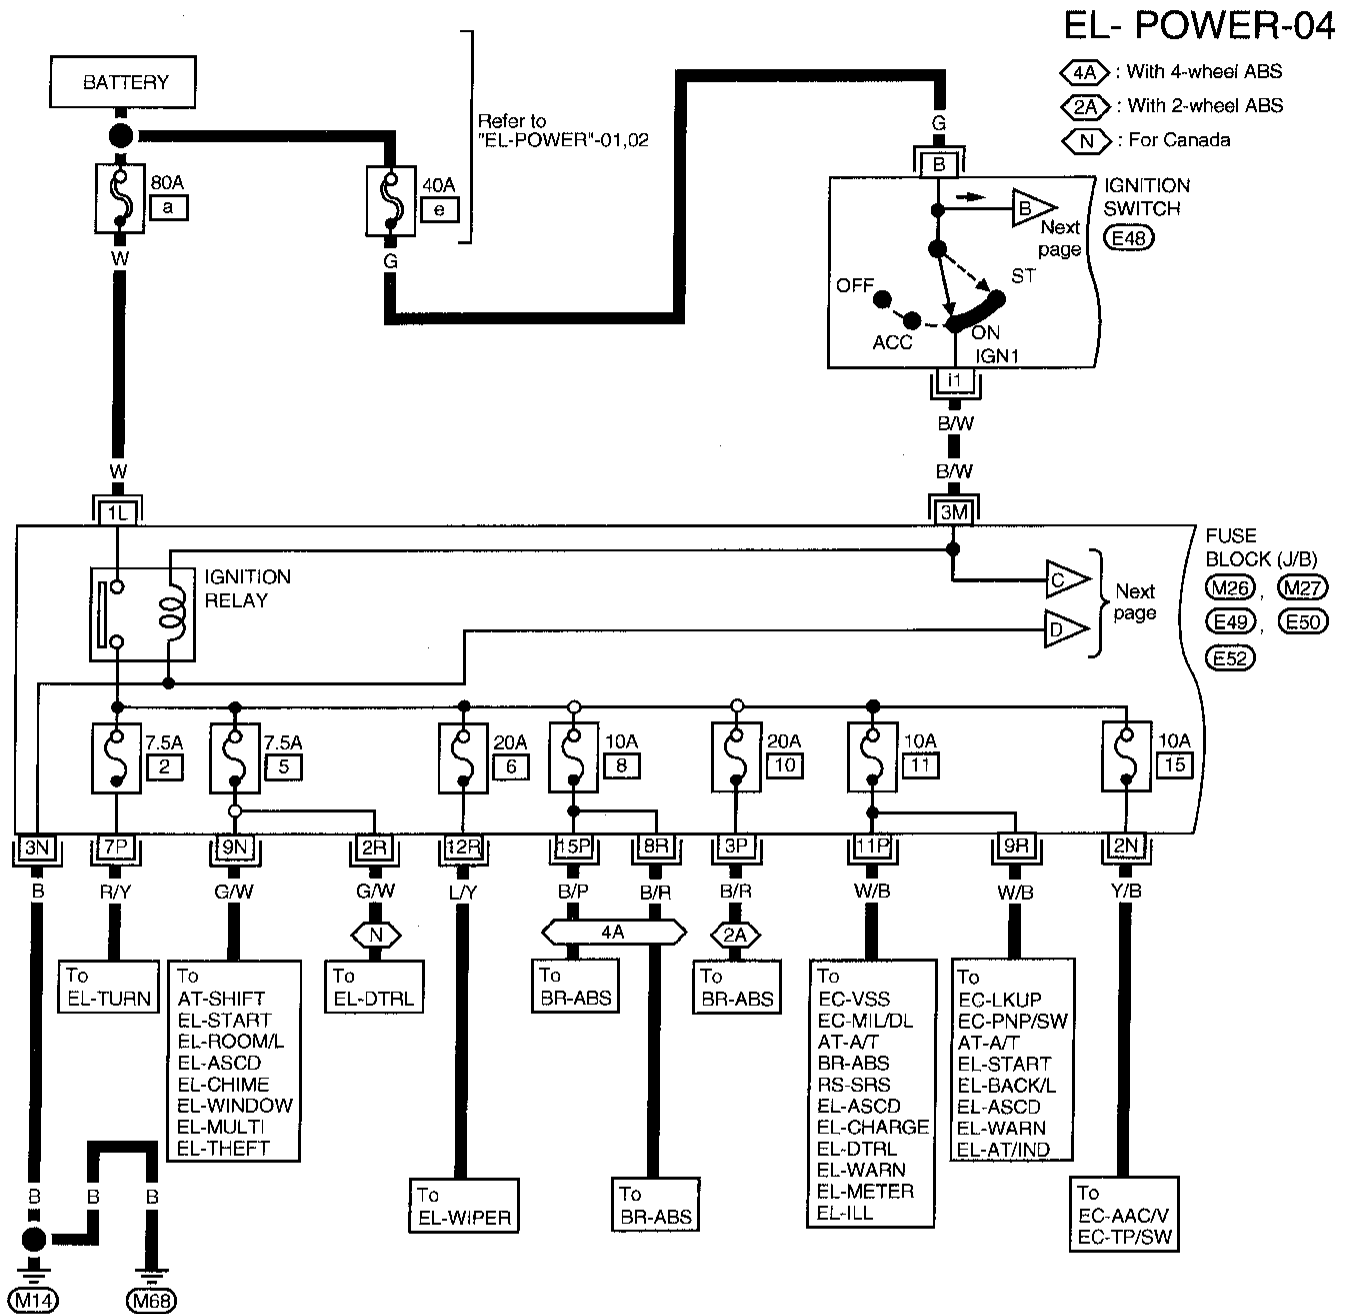 EL- POWER-04
4A : With 4-wheel ABS
2A : With 2-wheel ABS
N : For Canada
BATTERY
Refer to
"EL-POWER"-01,02
80A
a
40A
e
W
G
G
B
IGNITION
SWITCH
E48
B
Next
page
OFF
ST
ACC
ON
IGN1
i1
B/W
W
B/W
1L
3M
FUSE
BLOCK (J/B)
M26 , M27
E49 , E50
E52
IGNITION
RELAY
C
D
Next
page
7.5A
2
7.5A
5
20A
6
10A
8
20A
10
10A
11
10A
15
3N 7P 9N 2R 12R 15P 8R 3P 11P 9R 2N
B R/Y G/W G/W L/Y B/P B/R B/R W/B W/B Y/B
N 4A 2A
To
EL-TURN
To
AT-SHIFT
EL-START
EL-ROOM/L
EL-ASCD
EL-CHIME
EL-WINDOW
EL-MULTI
EL-THEFT
To
EL-DTRL
To
BR-ABS
To
BR-ABS
To
EC-VSS
EC-MIL/DL
AT-A/T
BR-ABS
RS-SRS
EL-ASCD
EL-CHARGE
EL-DTRL
EL-WARN
EL-METER
EL-ILL
To
EC-LKUP
EC-PNP/SW
AT-A/T
EL-START
EL-BACK/L
EL-ASCD
EL-WARN
EL-AT/IND
To
EL-WIPER
To
BR-ABS
To
EC-AAC/V
EC-TP/SW
B B B
M14 M68